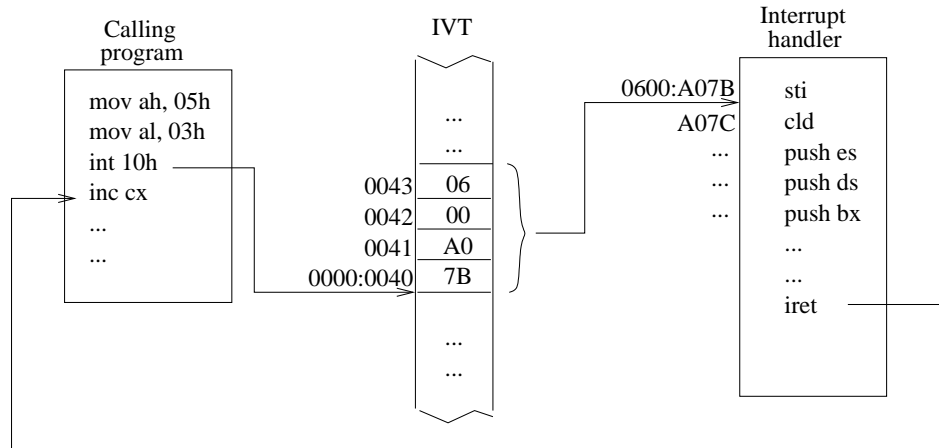 Calling
program
mov ah, 05h
mov al, 03h
int 10h
inc cx
...
...
IVT
...
...
0043 06
0042 00
0041 A0
0000:0040 7B
...
...
Interrupt
handler
0600:A07B sti
A07C cld
... push es
... push ds
... push bx
...
...
iret